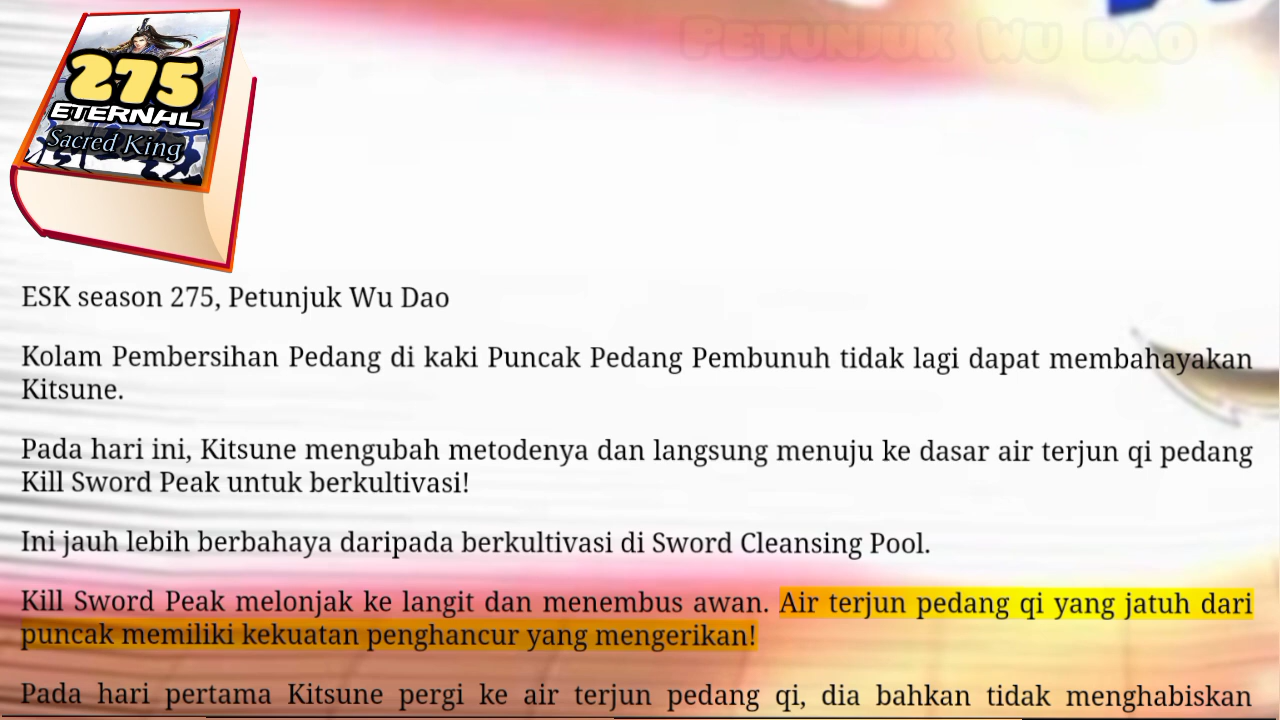 Petunjuk Wu Dao
275
ETERNAL
Sacred King
ESK season 275, Petunjuk Wu Dao
Kolam Pembersihan Pedang di kaki Puncak Pedang Pembunuh tidak lagi dapat membahayakan
Kitsune.
Pada hari ini, Kitsune mengubah metodenya dan langsung menuju ke dasar air terjun qi pedang
Kill Sword Peak untuk berkultivasi!
Ini jauh lebih berbahaya daripada berkultivasi di Sword Cleansing Pool.
Kill Sword Peak melonjak ke langit dan menembus awan. Air terjun pedang qi yang jatuh dari
puncak memiliki kekuatan penghancur yang mengerikan!
Pada hari pertama Kitsune pergi ke air terjun pedang qi, dia bahkan tidak menghabiskan